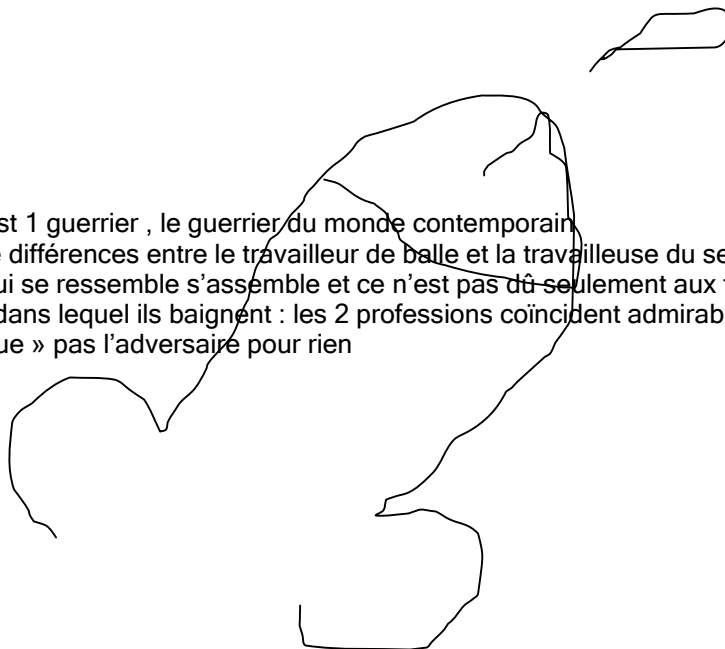 st 1 guerrier , le guerrier du monde contemporain
différences entre le travailleur de balle et la travailleuse du se
ui se ressemble s’assemble et ce n’est pas dû seulement aux
dans lequel ils baignent : les 2 professions coïncident admirab
ue » pas l’adversaire pour rien